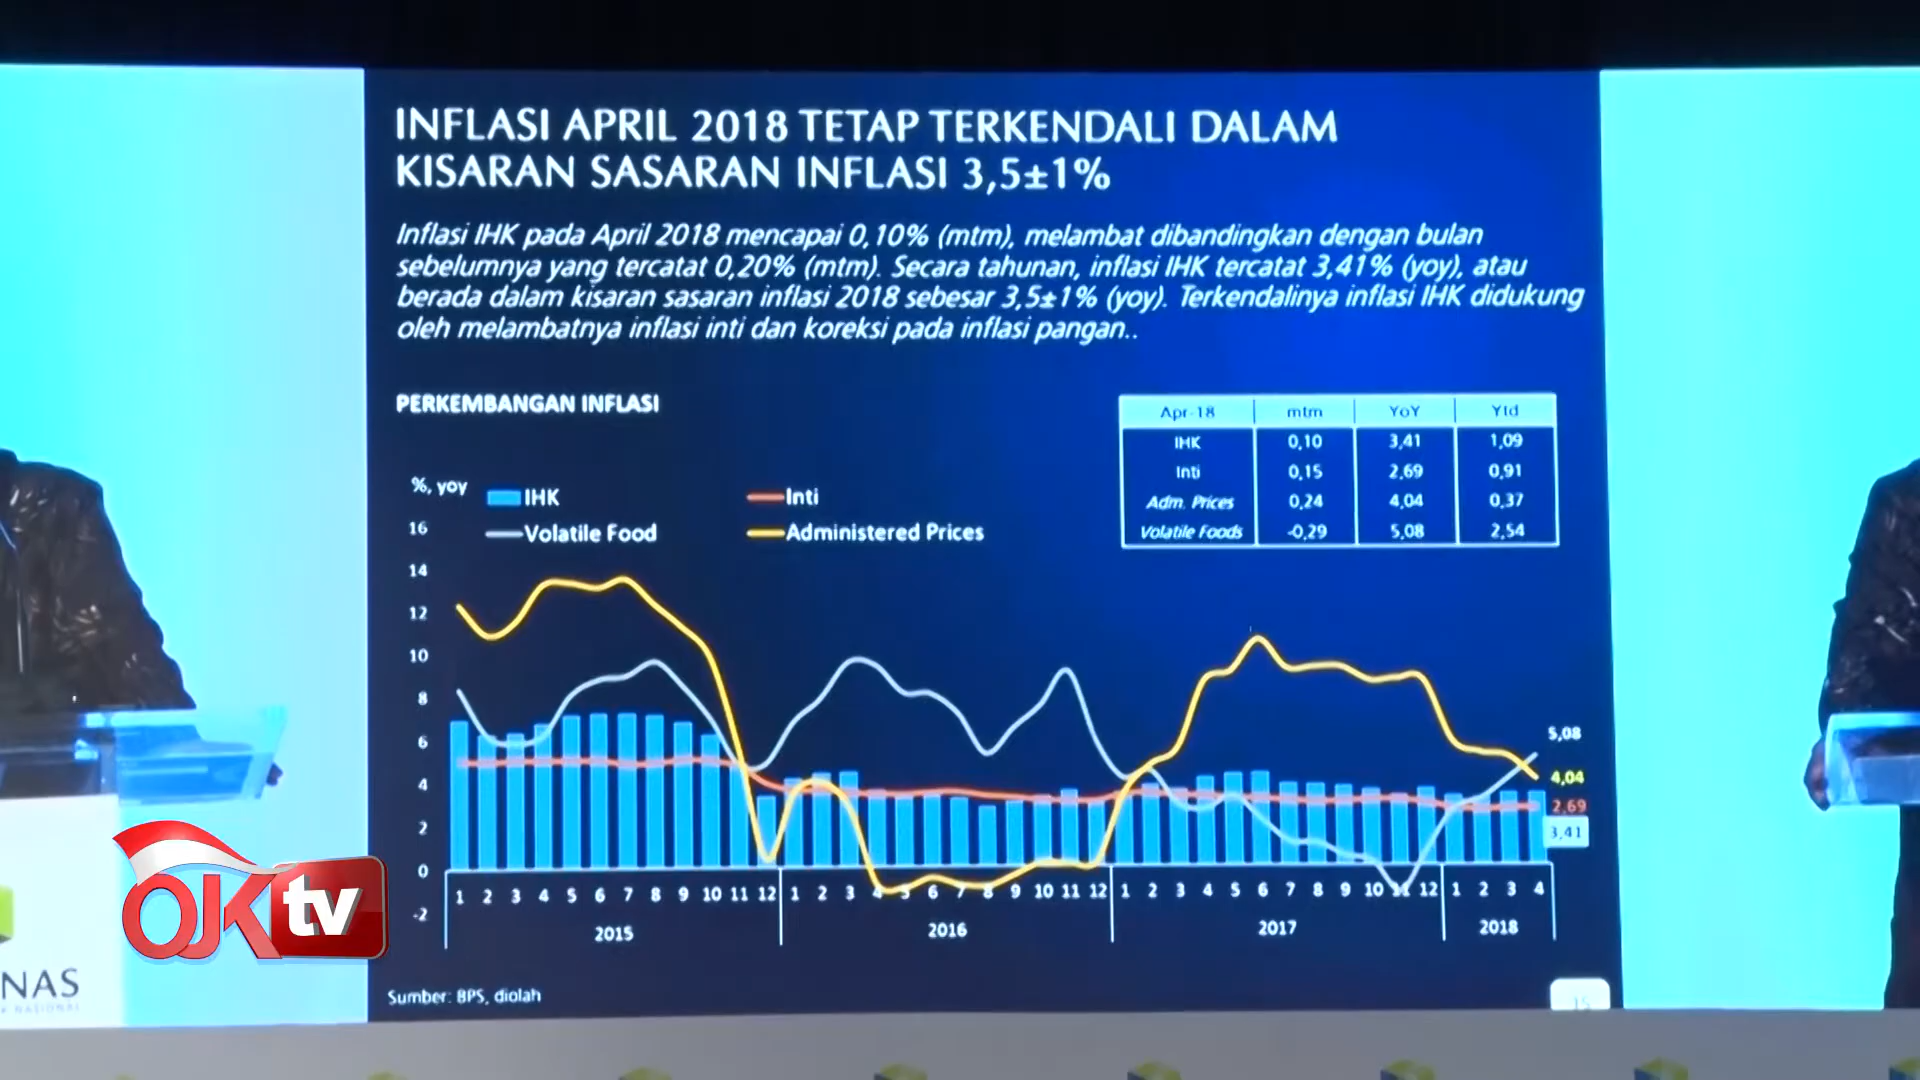 INFLASI APRIL 2018 TETAP TERKENDALI DALAM
KISARAN SASARAN INFLASI 3,5±1%
Inflasi IHK pada April 2018 mencapai 0,10% (mtm), melambat dibandingkan dengan bulan
sebelumnya yang tercatat 0,20% (mtm). Secara tahunan, inflasi IHK tercatat 3,41% (yoy), atau
berada dalam kisaran sasaran inflasi 2018 sebesar 3,5±1% (yoy). Terkendalinya inflasi IHK didukung
oleh melambatnya inflasi inti dan koreksi pada inflasi pangan..
PERKEMBANGAN INFLASI
Apr-18 mtm YoY Ytd
IHK 0,10 3,41 1,09
Inti 0,15 2,69 0,91
Adm. Prices 0,24 4,04 0,37
Volatile Foods -0,29 5,08 2,54
%, yoy
IHK Inti
Volatile Food Administered Prices
16
14
12
10
8
6
4
2
0
-2
5,08
4,04
2,69
3,41
1 2 3 4 5 6 7 8 9 10 11 12 1 2 3 4 5 6 7 8 9 10 11 12 1 2 3 4 5 6 7 8 9 10 11 12 1 2 3 4
2015 2016 2017 2018
Sumber: BPS, diolah
15
OJK tv
NAS
NASIONAL